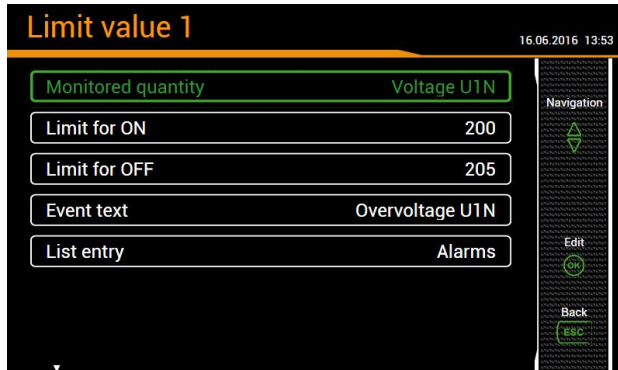 Limit value 1
16.06.2016 13:53
Monitored quantity Voltage U1N
Navigation
Limit for ON 200
Limit for OFF 205
Event text Overvoltage U1N
List entry Alarms
Edit
OK
Back
ESC